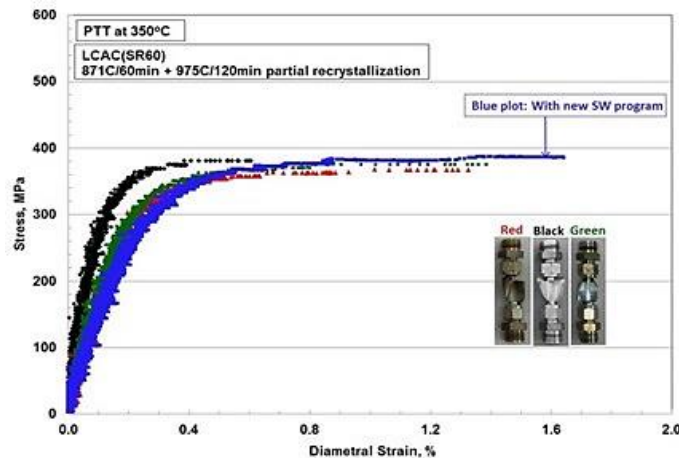 PTT at 350°C
LCAC(SR60)
871C/60min + 975C/120min partial recrystallization
Blue plot: With new SW program
Red Black Green
600
500
400
300
200
100
0
Stress, MPa
0.0 0.4 0.8 1.2 1.6 2.0
Diametral Strain, %